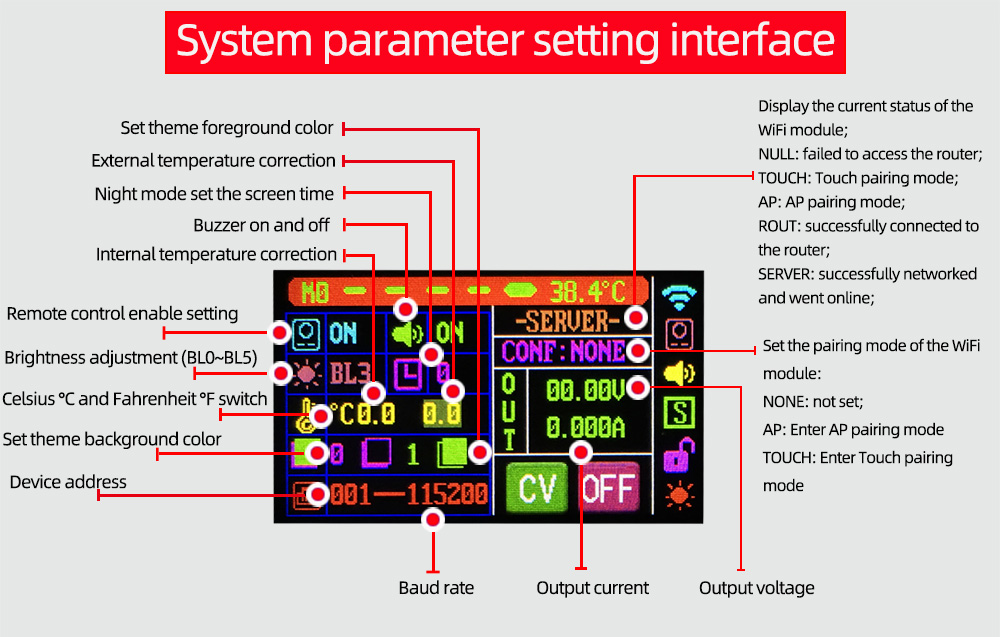 System parameter setting interface
Set theme foreground color
External temperature correction
Night mode set the screen time
Buzzer on and off
Internal temperature correction
Remote control enable setting
Brightness adjustment (BL0~BL5)
Celsius ℃ and Fahrenheit ℉ switch
Set theme background color
Device address
Display the current status of the
WiFi module;
NULL: failed to access the router;
TOUCH: Touch pairing mode;
AP: AP pairing mode;
ROUT: successfully connected to
the router;
SERVER: successfully networked
and went online;
Set the pairing mode of the WiFi
module:
NONE: not set;
AP: Enter AP pairing mode
TOUCH: Enter Touch pairing
mode
M0 — — — — 38.4°C
ON
ON
BL3
0
°C 0.0
0.0
0
1
001—115200
-SERVER-
CONF:NONE
OUT
00.00V
0.000A
CV
OFF
S
Baud rate
Output current
Output voltage